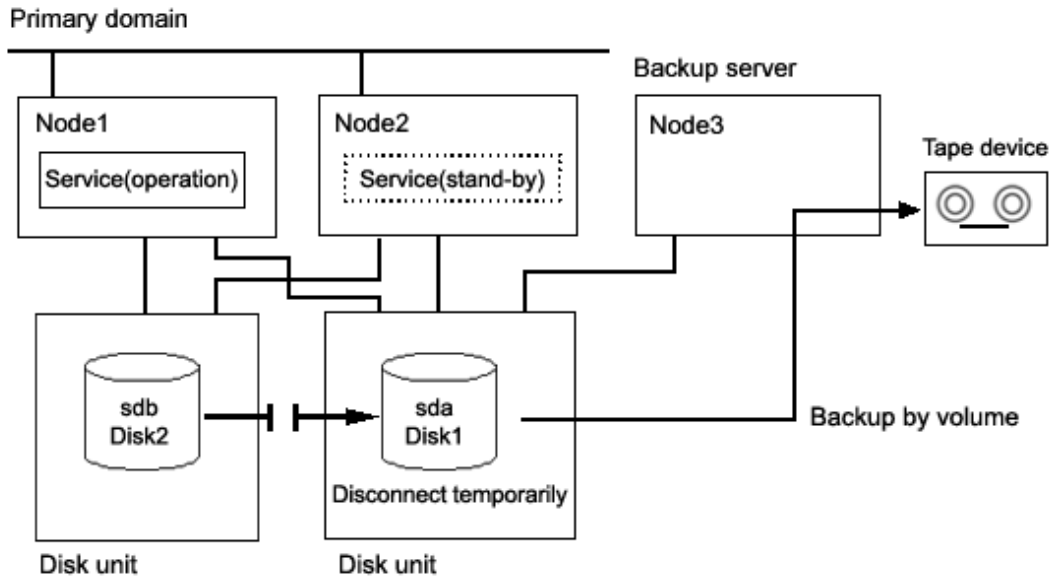 Primary domain
Backup server
Node1
Node2
Node3
Tape device
Service(operation)
Service(stand-by)
sdb
Disk2
sda
Disk1
Backup by volume
Disconnect temporarily
Disk unit
Disk unit